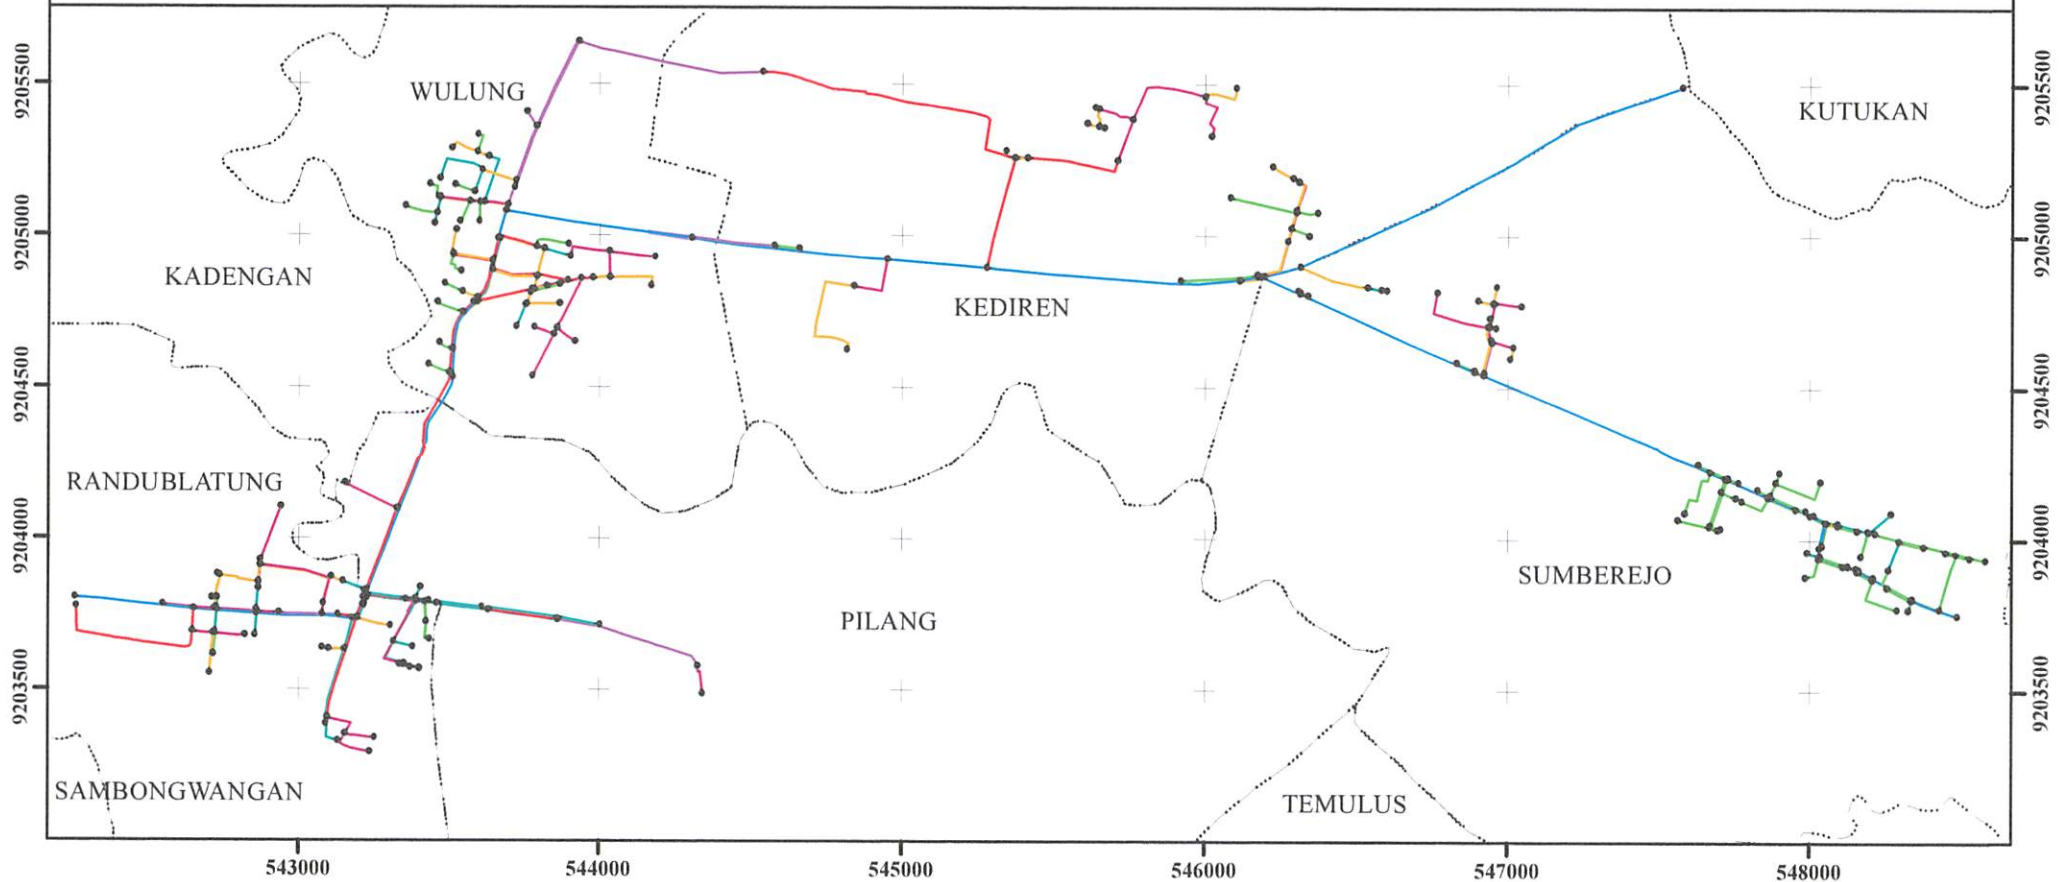 9205500
9205000
9204500
9204000
9203500
WULUNG
KUTUKAN
KADENGAN
KEDIREN
RANDUBLATUNG
SUMBEREJO
PILANG
SAMBONGWANGAN
TEMULUS
9205500
9205000
9204500
9204000
9203500
543000 544000 545000 546000 547000 548000